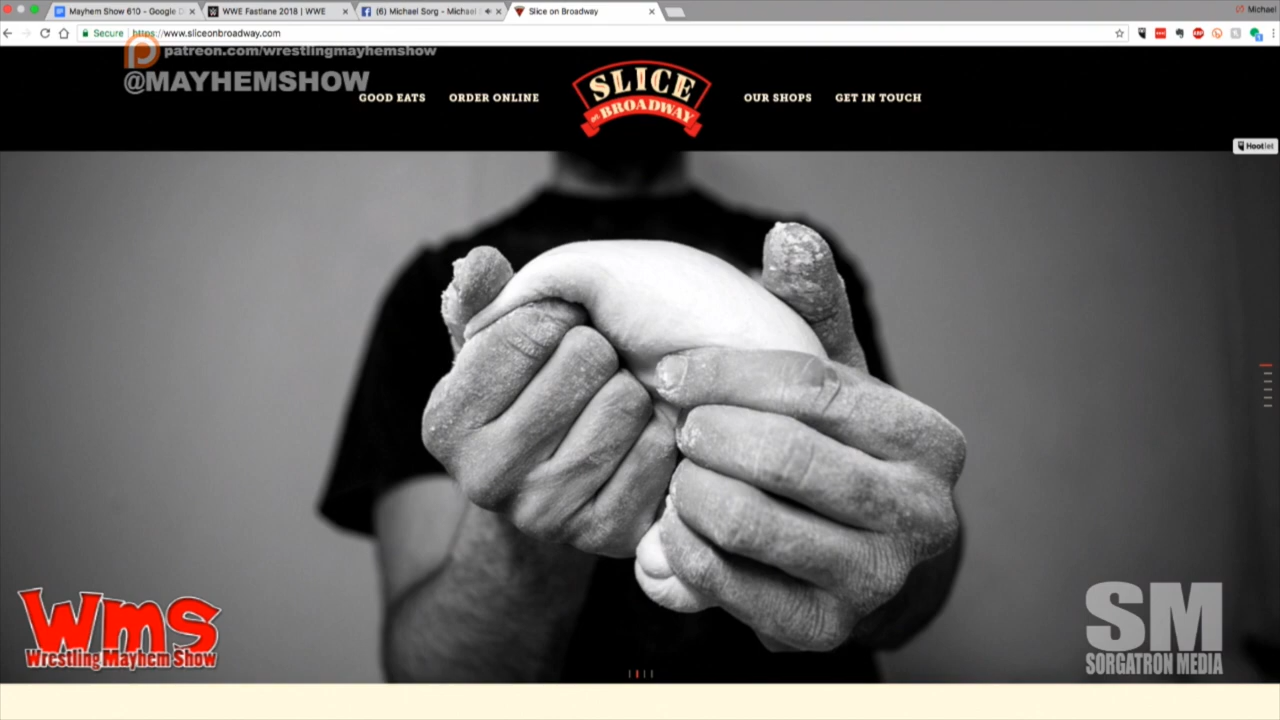 Mayhem Show 610 - Google D
WWE Fastlane 2018 | WWE
(6) Michael Sorg - Michael
Slice on Broadway
Michael
Secure
https://www.sliceonbroadway.com
patreon.com/wrestlingmayhemshow
@MAYHEMSHOW
GOOD EATS
ORDER ONLINE
SLICE
on BROADWAY
OUR SHOPS
GET IN TOUCH
Hootlet
wms
Wrestling Mayhem Show
SM
SORGATRON MEDIA